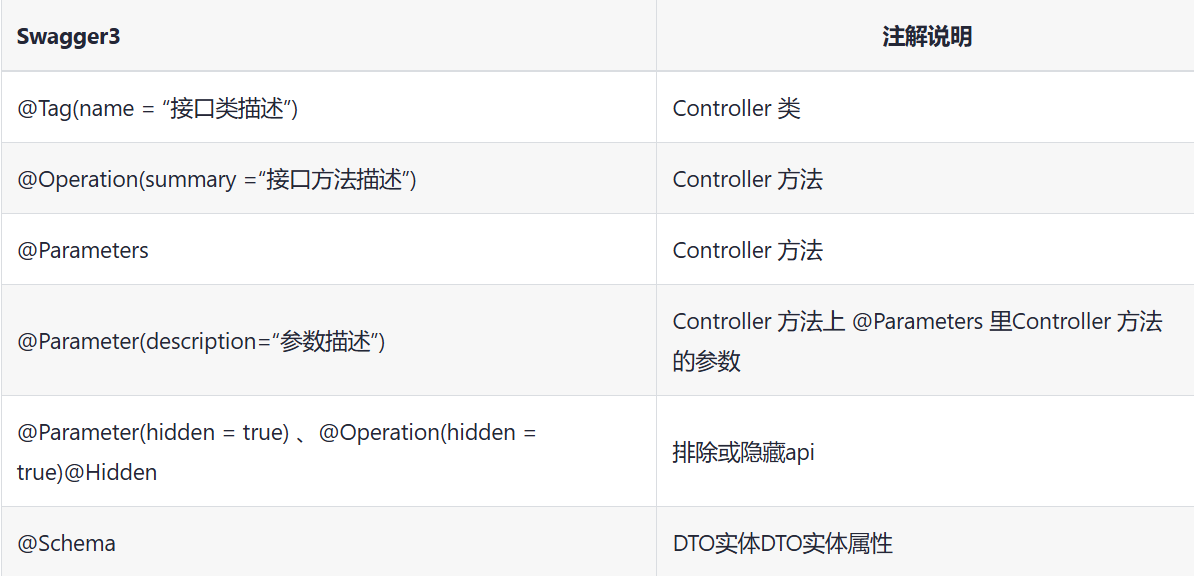 Swagger3
注解说明
@Tag(name = “接口类描述”)
Controller 类
@Operation(summary =“接口方法描述”)
Controller 方法
@Parameters
Controller 方法
@Parameter(description=“参数描述”)
Controller 方法上 @Parameters 里Controller 方法
的参数
@Parameter(hidden = true) 、@Operation(hidden =
true)@Hidden
排除或隐藏api
@Schema
DTO实体DTO实体属性